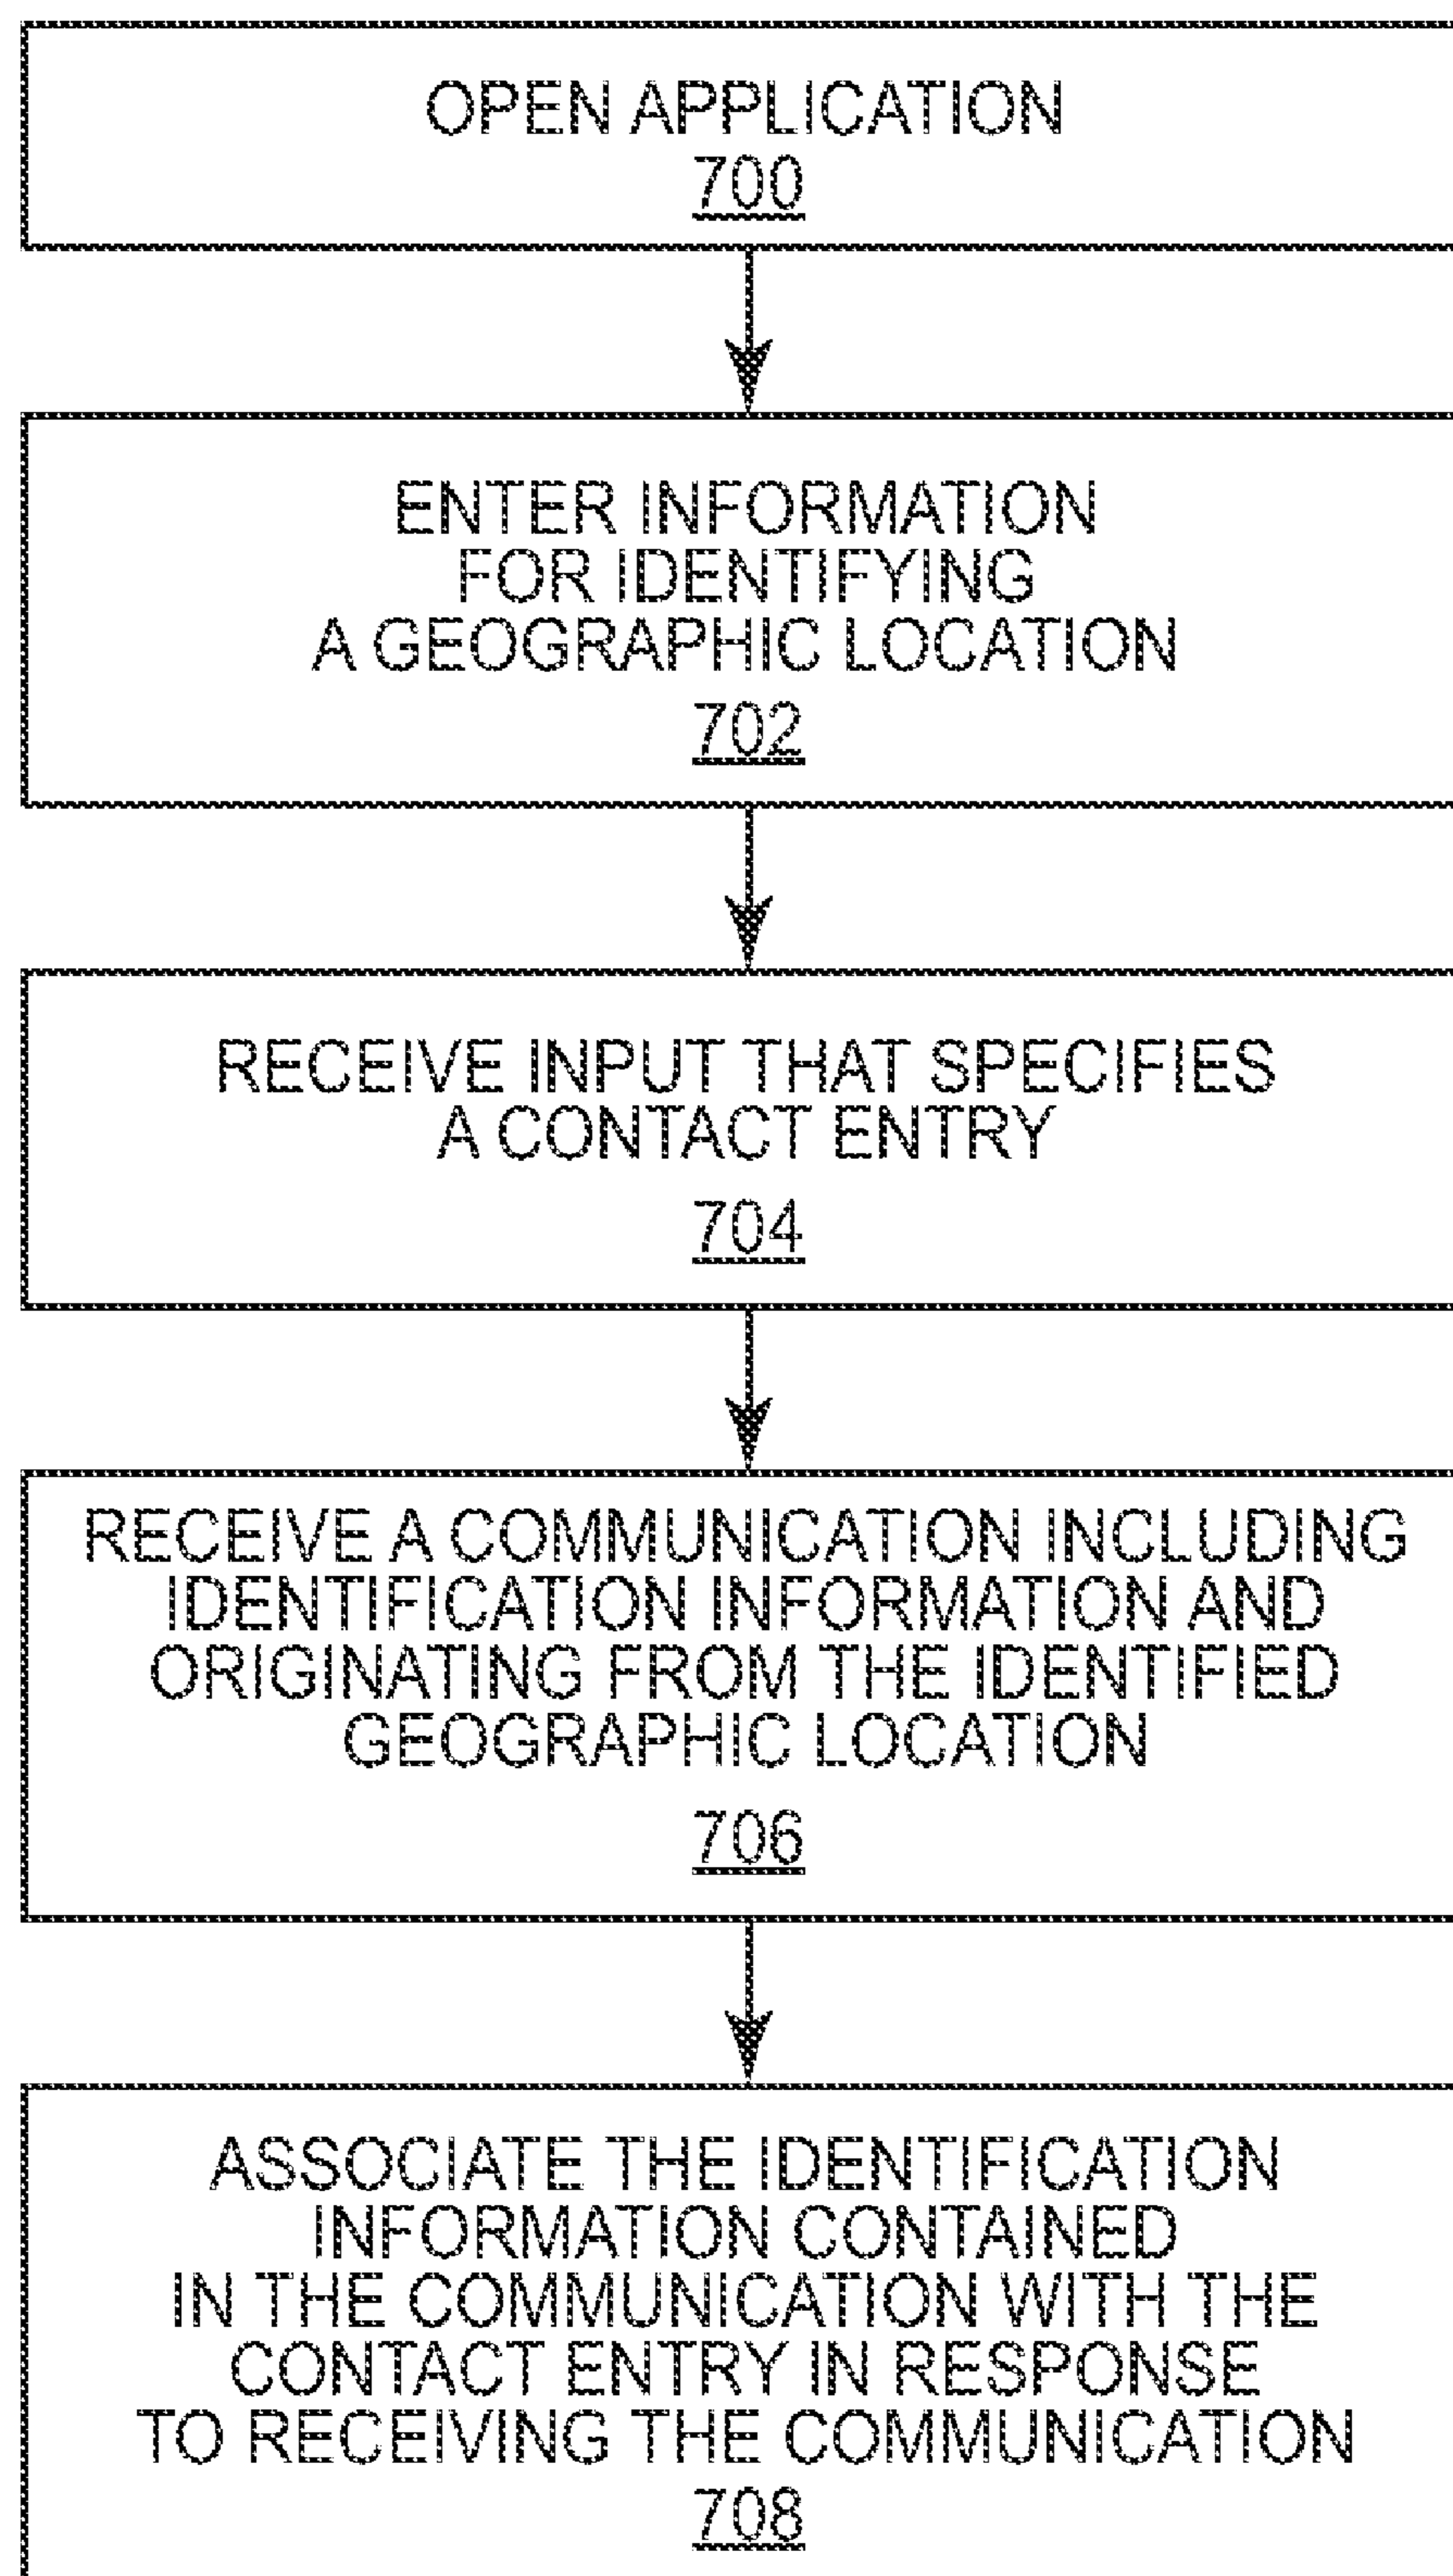 OPEN APPLICATION
700
ENTER INFORMATION
FOR IDENTIFYING
A GEOGRAPHIC LOCATION
702
RECEIVE INPUT THAT SPECIFIES
A CONTACT ENTRY
704
RECEIVE A COMMUNICATION INCLUDING
IDENTIFICATION INFORMATION AND
ORIGINATING FROM THE IDENTIFIED
GEOGRAPHIC LOCATION
706
ASSOCIATE THE IDENTIFICATION
INFORMATION CONTAINED
IN THE COMMUNICATION WITH THE
CONTACT ENTRY IN RESPONSE
TO RECEIVING THE COMMUNICATION
708